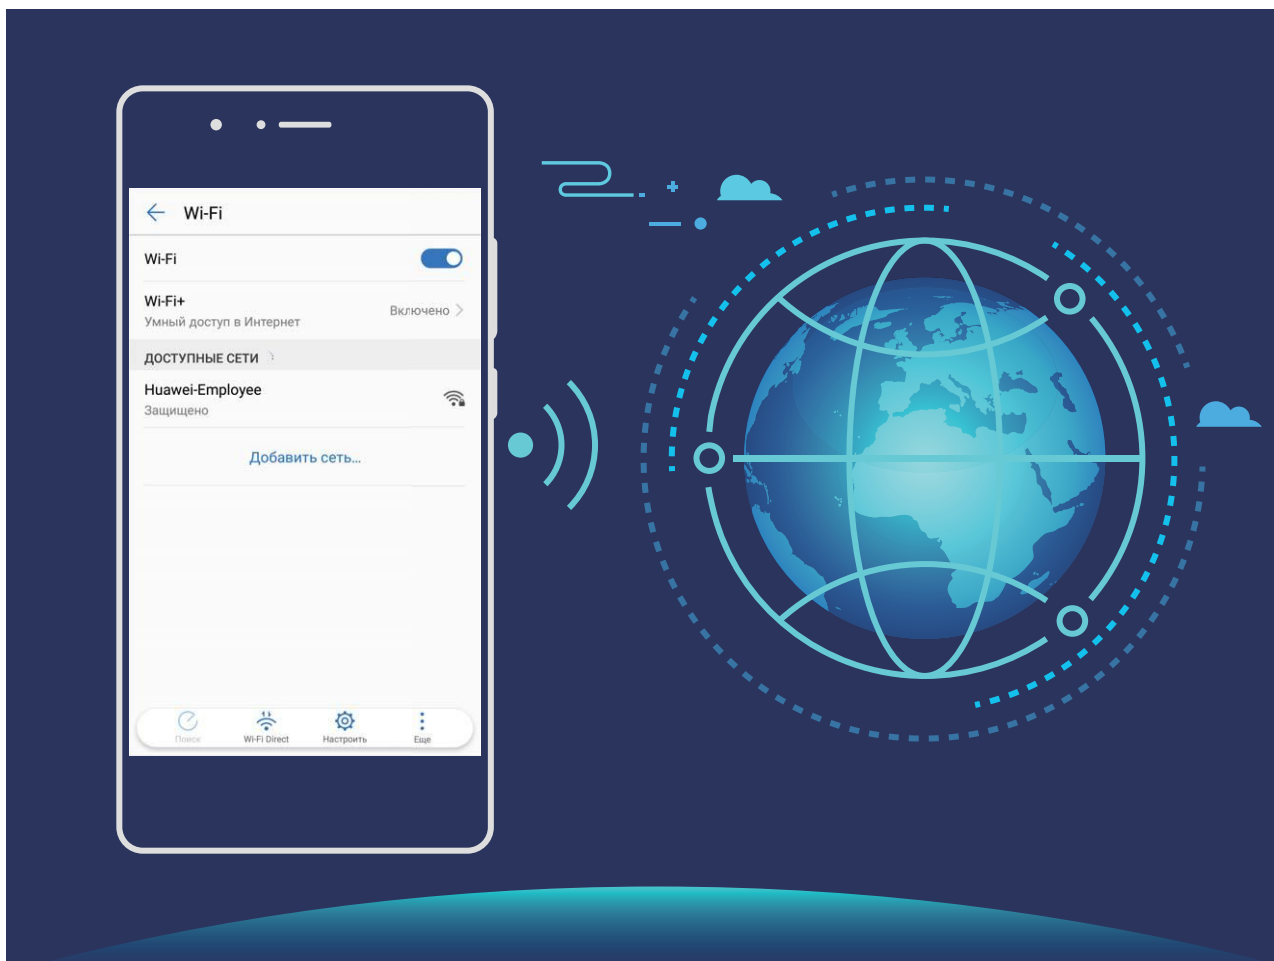 Wi-Fi
Wi-Fi
Wi-Fi+
Умный доступ в Интернет
Включено
ДОСТУПНЫЕ СЕТИ
Huawei-Employee
Защищено
Добавить сеть...
Поиск
Wi-Fi Direct
Настроить
Еще